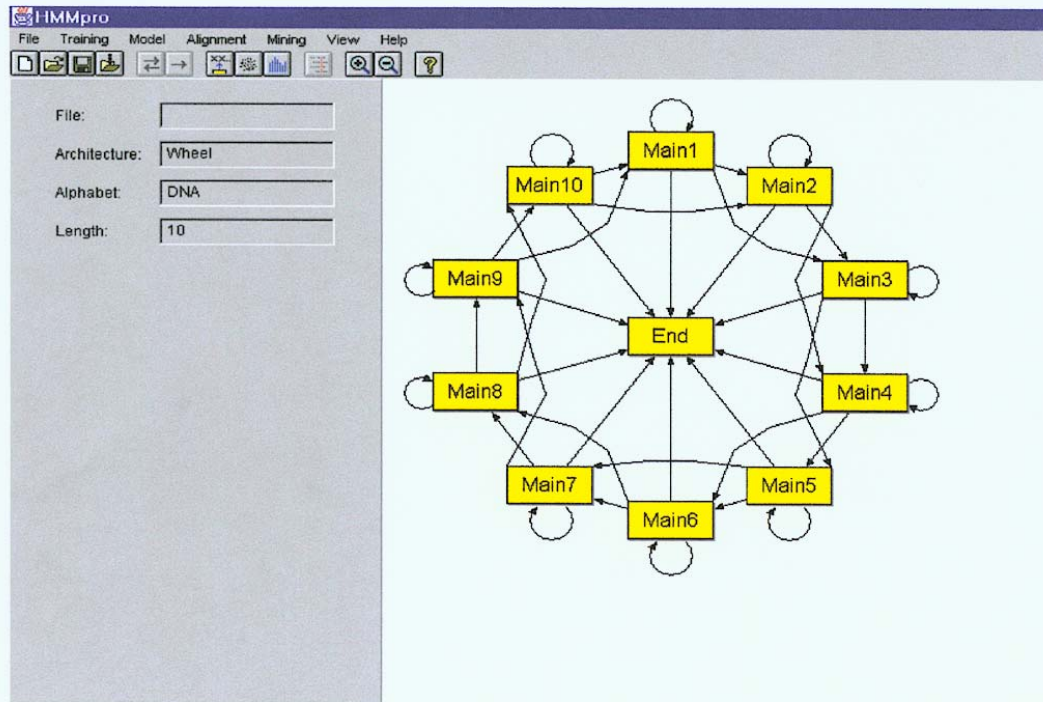 HMMpro
File Training Model Alignment Mining View Help
File:
Architecture: Wheel
Alphabet: DNA
Length: 10
Main1
Main10 Main2
Main9 Main3
End
Main8 Main4
Main7 Main5
Main6